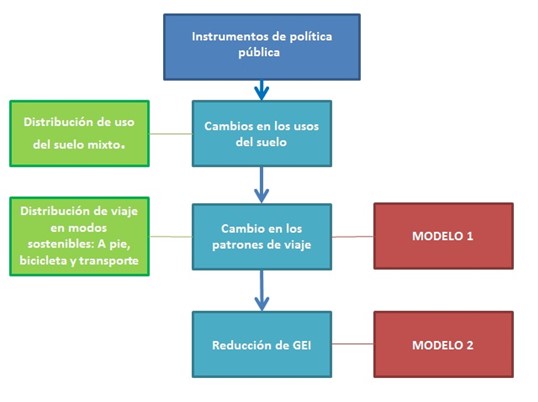 Instrumentos de política
pública
Distribución de uso
del suelo mixto.
Cambios en los usos
del suelo
Distribución de viaje
en modos
sostenibles: A pie,
bicicleta y transporte
Cambio en los
patrones de viaje
MODELO 1
Reducción de GEI
MODELO 2